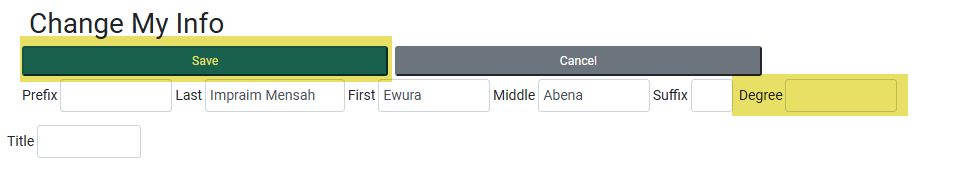 Change My Info
Save Cancel
Prefix Last Impraim Mensah First Ewura Middle Abena Suffix Degree
Title